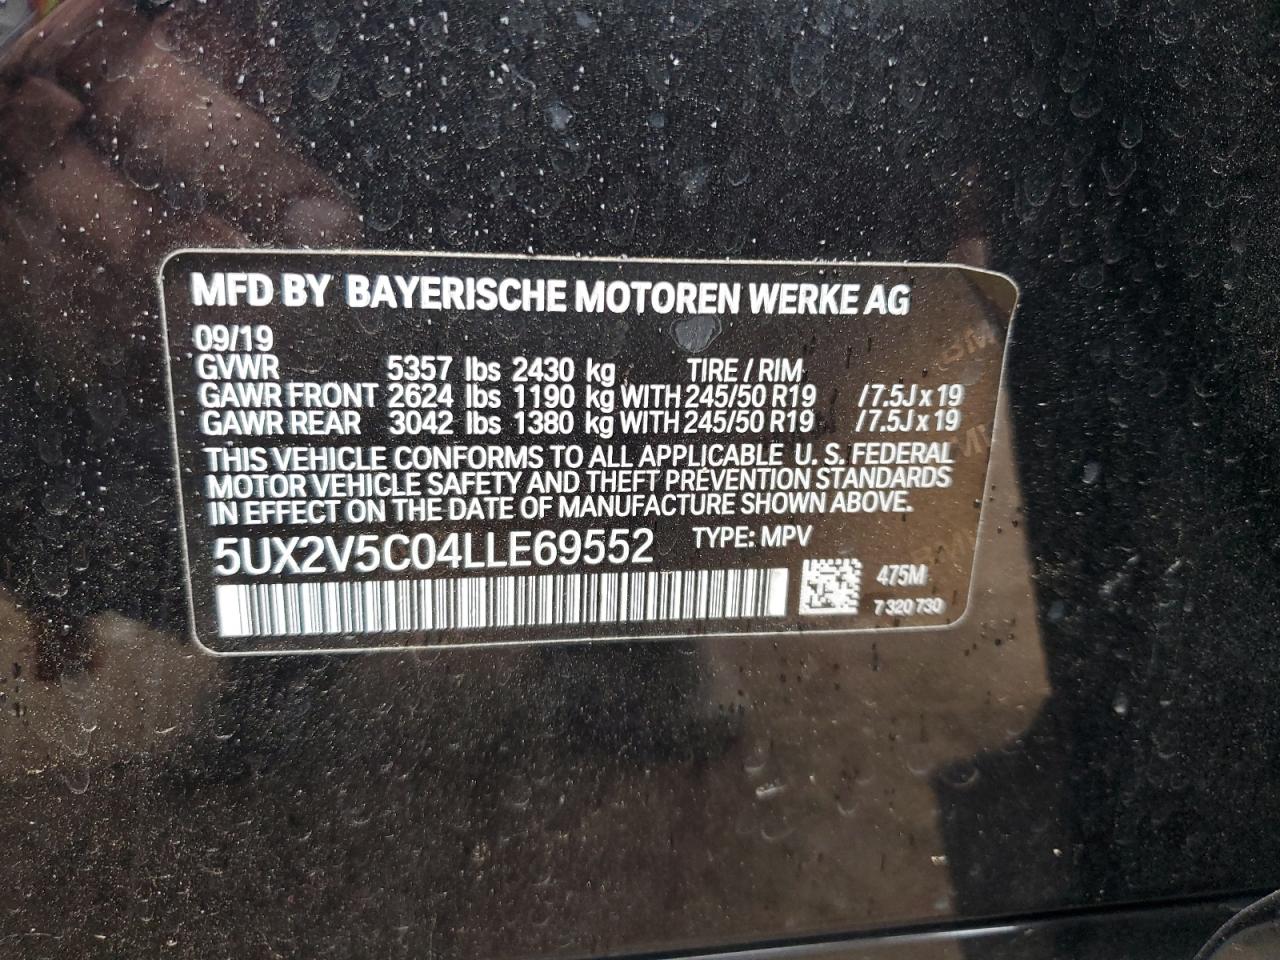 MFD BY BAYERISCHE MOTOREN WERKE AG
09/19
GVWR 5357 lbs 2430 kg TIRE / RIM
GAWR FRONT 2624 lbs 1190 kg WITH 245/50 R19 /7.5J x 19
GAWR REAR 3042 lbs 1380 kg WITH 245/50 R19 /7.5J x 19
THIS VEHICLE CONFORMS TO ALL APPLICABLE U. S. FEDERAL
MOTOR VEHICLE SAFETY AND THEFT PREVENTION STANDARDS
IN EFFECT ON THE DATE OF MANUFACTURE SHOWN ABOVE.
5UX2V5C04LLE69552 TYPE: MPV
475M
7 320 730